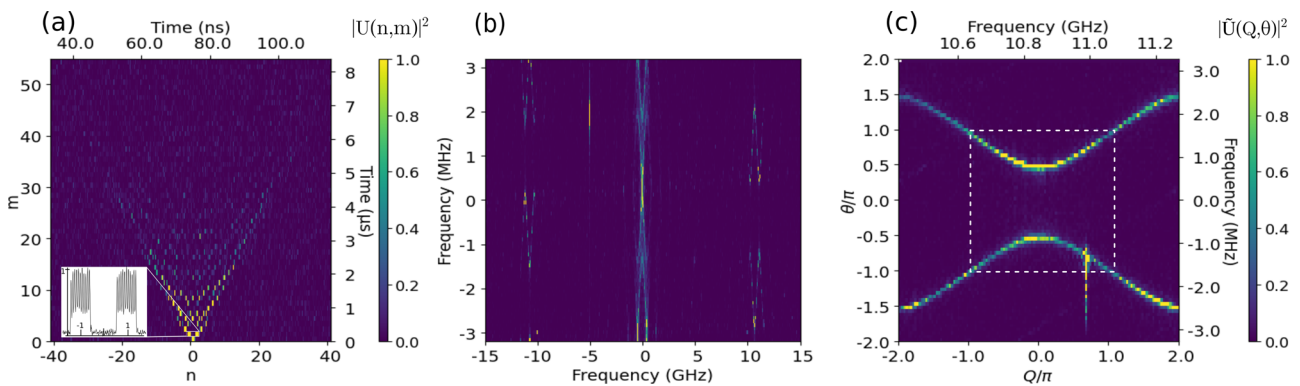 (a)
Time (ns)
40.0 60.0 80.0 100.0
|U(n,m)|²
1.0
0.8
0.6
0.4
0.2
0.0
50
40
30
20
10
0
m
8
7
6
5
4
3
2
1
0
Time (μs)
1
-1 1
-40 -20 0 20 40
n
(b)
3
2
1
0
-1
-2
-3
Frequency (MHz)
-15 -10 -5 0 5 10 15
Frequency (GHz)
(c)
Frequency (GHz)
10.6 10.8 11.0 11.2
|Ũ(Q,θ)|²
2.0
1.5
1.0
0.5
0.0
-0.5
-1.0
-1.5
-2.0
θ/π
3.0
2.0
1.0
0.0
-1.0
-2.0
-3.0
Frequency (MHz)
1.0
0.8
0.6
0.4
0.2
0.0
-2.0 -1.0 0.0 1.0 2.0
Q/π